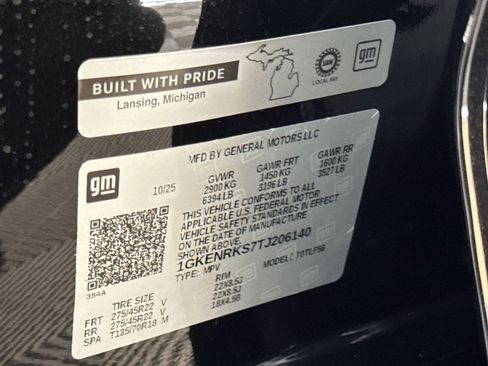 BUILT WITH PRIDE
Lansing, Michigan
UAW
LOCAL 602
gm
gm
10/25
MFD BY GENERAL MOTORS LLC
GVWR GAWR FRT GAWR RR
2900 KG 1450 KG 1600 KG
6394 LB 3196 LB 3527 LB
THIS VEHICLE CONFORMS TO ALL
APPLICABLE U.S. FEDERAL MOTOR
VEHICLE SAFETY STANDARDS IN EFFECT
ON THE DATE OF MANUFACTURE
SHOWN ABOVE
1GKENRKS7TJ206140
TYPE: MPV MODEL: 
384A
TIRE SIZE RIM
FRT 275/45R22 V 22X8.5J
RR 275/45R22 V 22X8.5J
SPA T135/70R18 M 18X4.5B